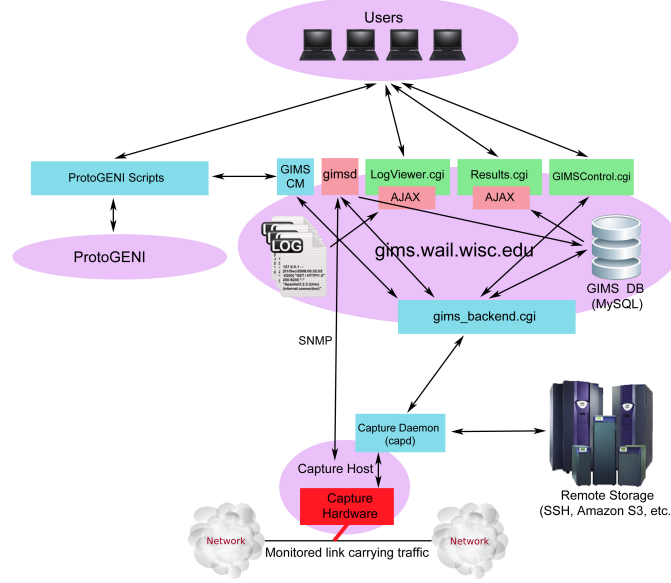 Users
ProtoGENI Scripts
GIMS
CM
gimsd
LogViewer.cgi
AJAX
Results.cgi
AJAX
GIMSControl.cgi
ProtoGENI
LOG
gims.wail.wisc.edu
GIMS DB
(MySQL)
gims_backend.cgi
SNMP
Capture Daemon
(capd)
Capture Host
Capture
Hardware
Remote Storage
(SSH, Amazon S3, etc.
Network
Monitored link carrying traffic
Network